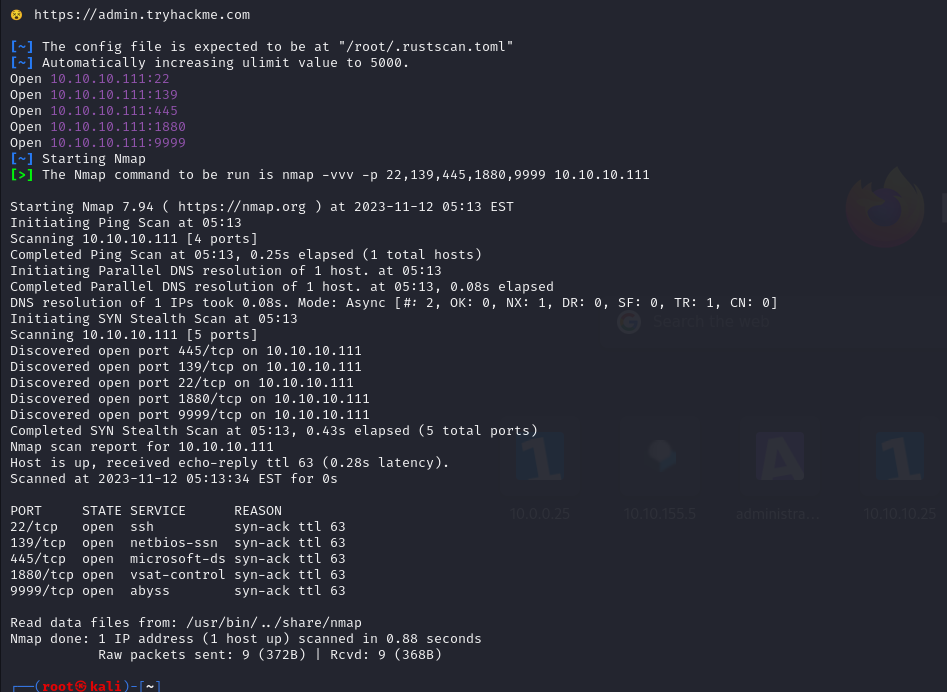 😵 https://admin.tryhackme.com
[~] The config file is expected to be at "/root/.rustscan.toml"
[~] Automatically increasing ulimit value to 5000.
Open 10.10.10.111:22
Open 10.10.10.111:139
Open 10.10.10.111:445
Open 10.10.10.111:1880
Open 10.10.10.111:9999
[~] Starting Nmap
[>] The Nmap command to be run is nmap -vvv -p 22,139,445,1880,9999 10.10.10.111
Starting Nmap 7.94 ( https://nmap.org ) at 2023-11-12 05:13 EST
Initiating Ping Scan at 05:13
Scanning 10.10.10.111 [4 ports]
Completed Ping Scan at 05:13, 0.25s elapsed (1 total hosts)
Initiating Parallel DNS resolution of 1 host. at 05:13
Completed Parallel DNS resolution of 1 host. at 05:13, 0.08s elapsed
DNS resolution of 1 IPs took 0.08s. Mode: Async [#: 2, OK: 0, NX: 1, DR: 0, SF: 0, TR: 1, CN: 0]
Initiating SYN Stealth Scan at 05:13
Scanning 10.10.10.111 [5 ports]
Search the web
Discovered open port 445/tcp on 10.10.10.111
Discovered open port 139/tcp on 10.10.10.111
Discovered open port 22/tcp on 10.10.10.111
Discovered open port 1880/tcp on 10.10.10.111
Discovered open port 9999/tcp on 10.10.10.111
Completed SYN Stealth Scan at 05:13, 0.43s elapsed (5 total ports)
Nmap scan report for 10.10.10.111
Host is up, received echo-reply ttl 63 (0.28s latency).
Scanned at 2023-11-12 05:13:34 EST for 0s
1 A 1
10.0.0.25 10.10.155.5 administra... 10.10.10.25
PORT     STATE SERVICE      REASON
22/tcp   open  ssh          syn-ack ttl 63
139/tcp  open  netbios-ssn  syn-ack ttl 63
445/tcp  open  microsoft-ds syn-ack ttl 63
1880/tcp open  vsat-control syn-ack ttl 63
9999/tcp open  abyss        syn-ack ttl 63
Read data files from: /usr/bin/../share/nmap
Nmap done: 1 IP address (1 host up) scanned in 0.88 seconds
Raw packets sent: 9 (372B) | Rcvd: 9 (368B)
┌──(root㉿kali)-[~]